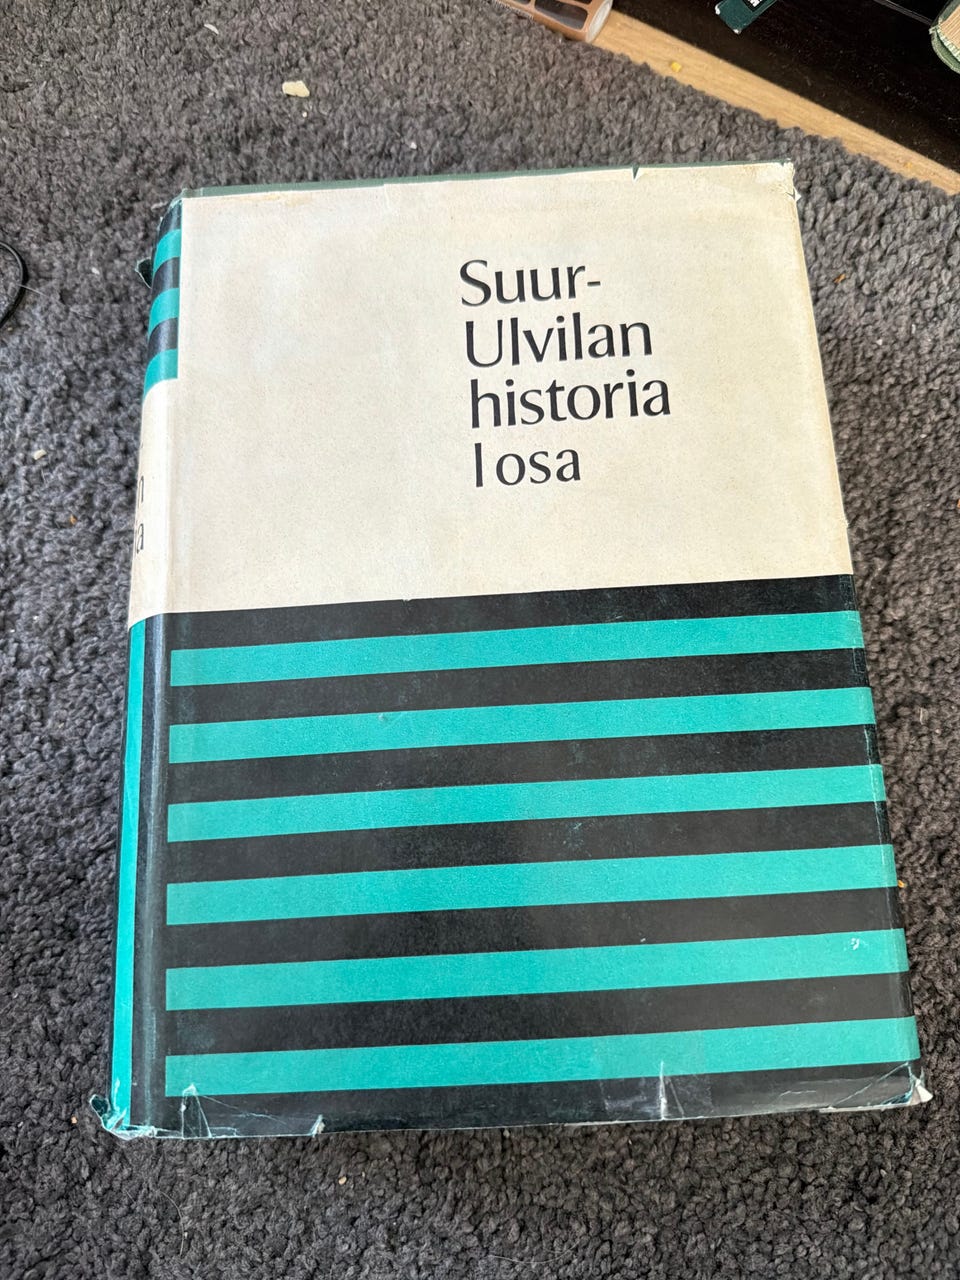 Suur-
Ulvilan
historia
I osa